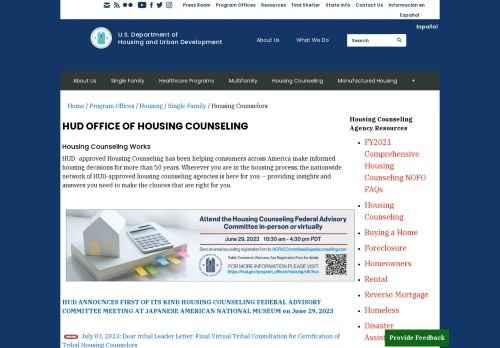 Press Room Program Offices Resources Find Shelter State Info Contact Us Información en Español
Español
U.S. Department of
Housing and Urban Development
About Us What We Do
Search
About Us Single Family Healthcare Programs Multifamily Housing Counseling Manufactured Housing +
Home / Program Offices / Housing / Single Family / Housing Counselors
HUD OFFICE OF HOUSING COUNSELING
Housing Counseling Works
HUD -approved Housing Counseling has been helping consumers across America make informed
housing decisions for more than 50 years. Wherever you are in the housing process, the nationwide
network of HUD-approved housing counseling agencies is here for you -- providing insights and
answers you need to make the choices that are right for you.
Attend the Housing Counseling Federal Advisory
Committee in-person or virtually
June 29, 2023 10:30 am - 4:30 pm PDT
Send an email requesting registration form to HCFACCommittee@ajantaconsulting.com
Public Comments Welcome. See Registration Form for Details
FOR MORE INFORMATION PLEASE VISIT:
https://hud.gov/program_offices/housing/sfh/hcc
HUD ANNOUNCES FIRST OF ITS KIND HOUSING COUNSELING FEDERAL ADVISORY
COMMITTEE MEETING AT JAPANESE AMERICAN NATIONAL MUSEUM on June 29, 2023
July 03, 2023: Dear tribal Leader Letter: Final Virtual Tribal Consultation for Certification of
Tribal Housing Counselors
Housing Counseling
Agency Resources
FY2021
Comprehensive
Housing
Counseling NOFO
FAQs
Housing
Counseling
Buying a Home
Foreclosure
Homeowners
Rental
Reverse Mortgage
Homeless
Disaster
Provide Feedback